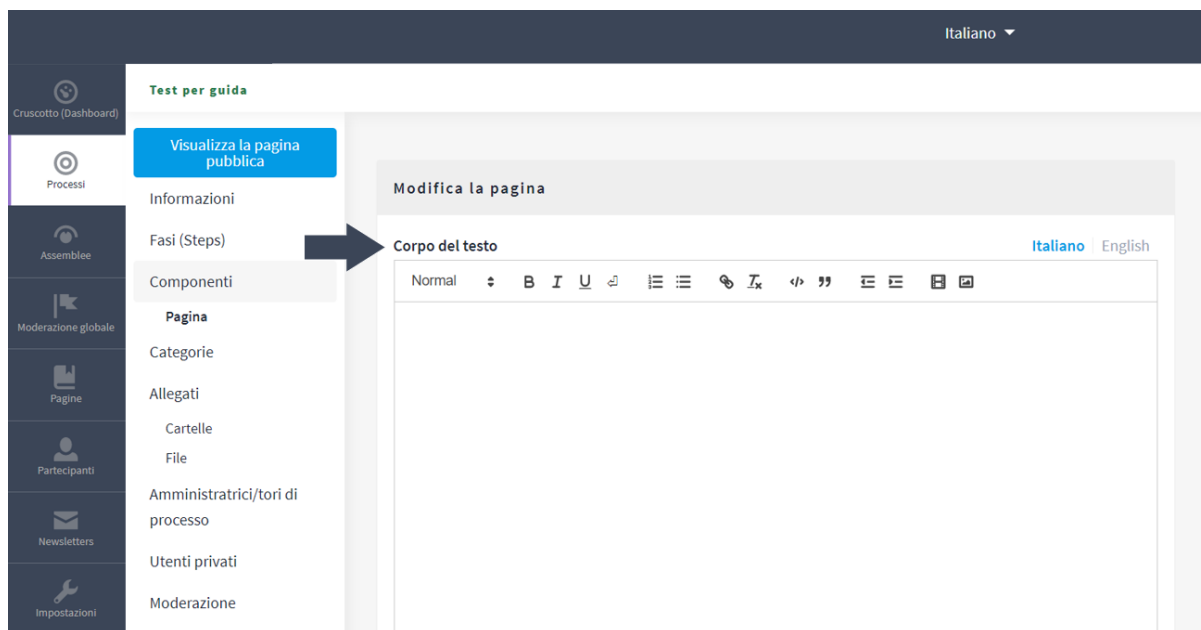 Italiano
Cruscotto (Dashboard)
Processi
Assemblee
Moderazione globale
Pagine
Partecipanti
Newsletters
Impostazioni
Test per guida
Visualizza la pagina
pubblica
Informazioni
Fasi (Steps)
Componenti
Pagina
Categorie
Allegati
Cartelle
File
Amministratrici/tori di
processo
Utenti privati
Moderazione
Modifica la pagina
Corpo del testo
Italiano English
Normal